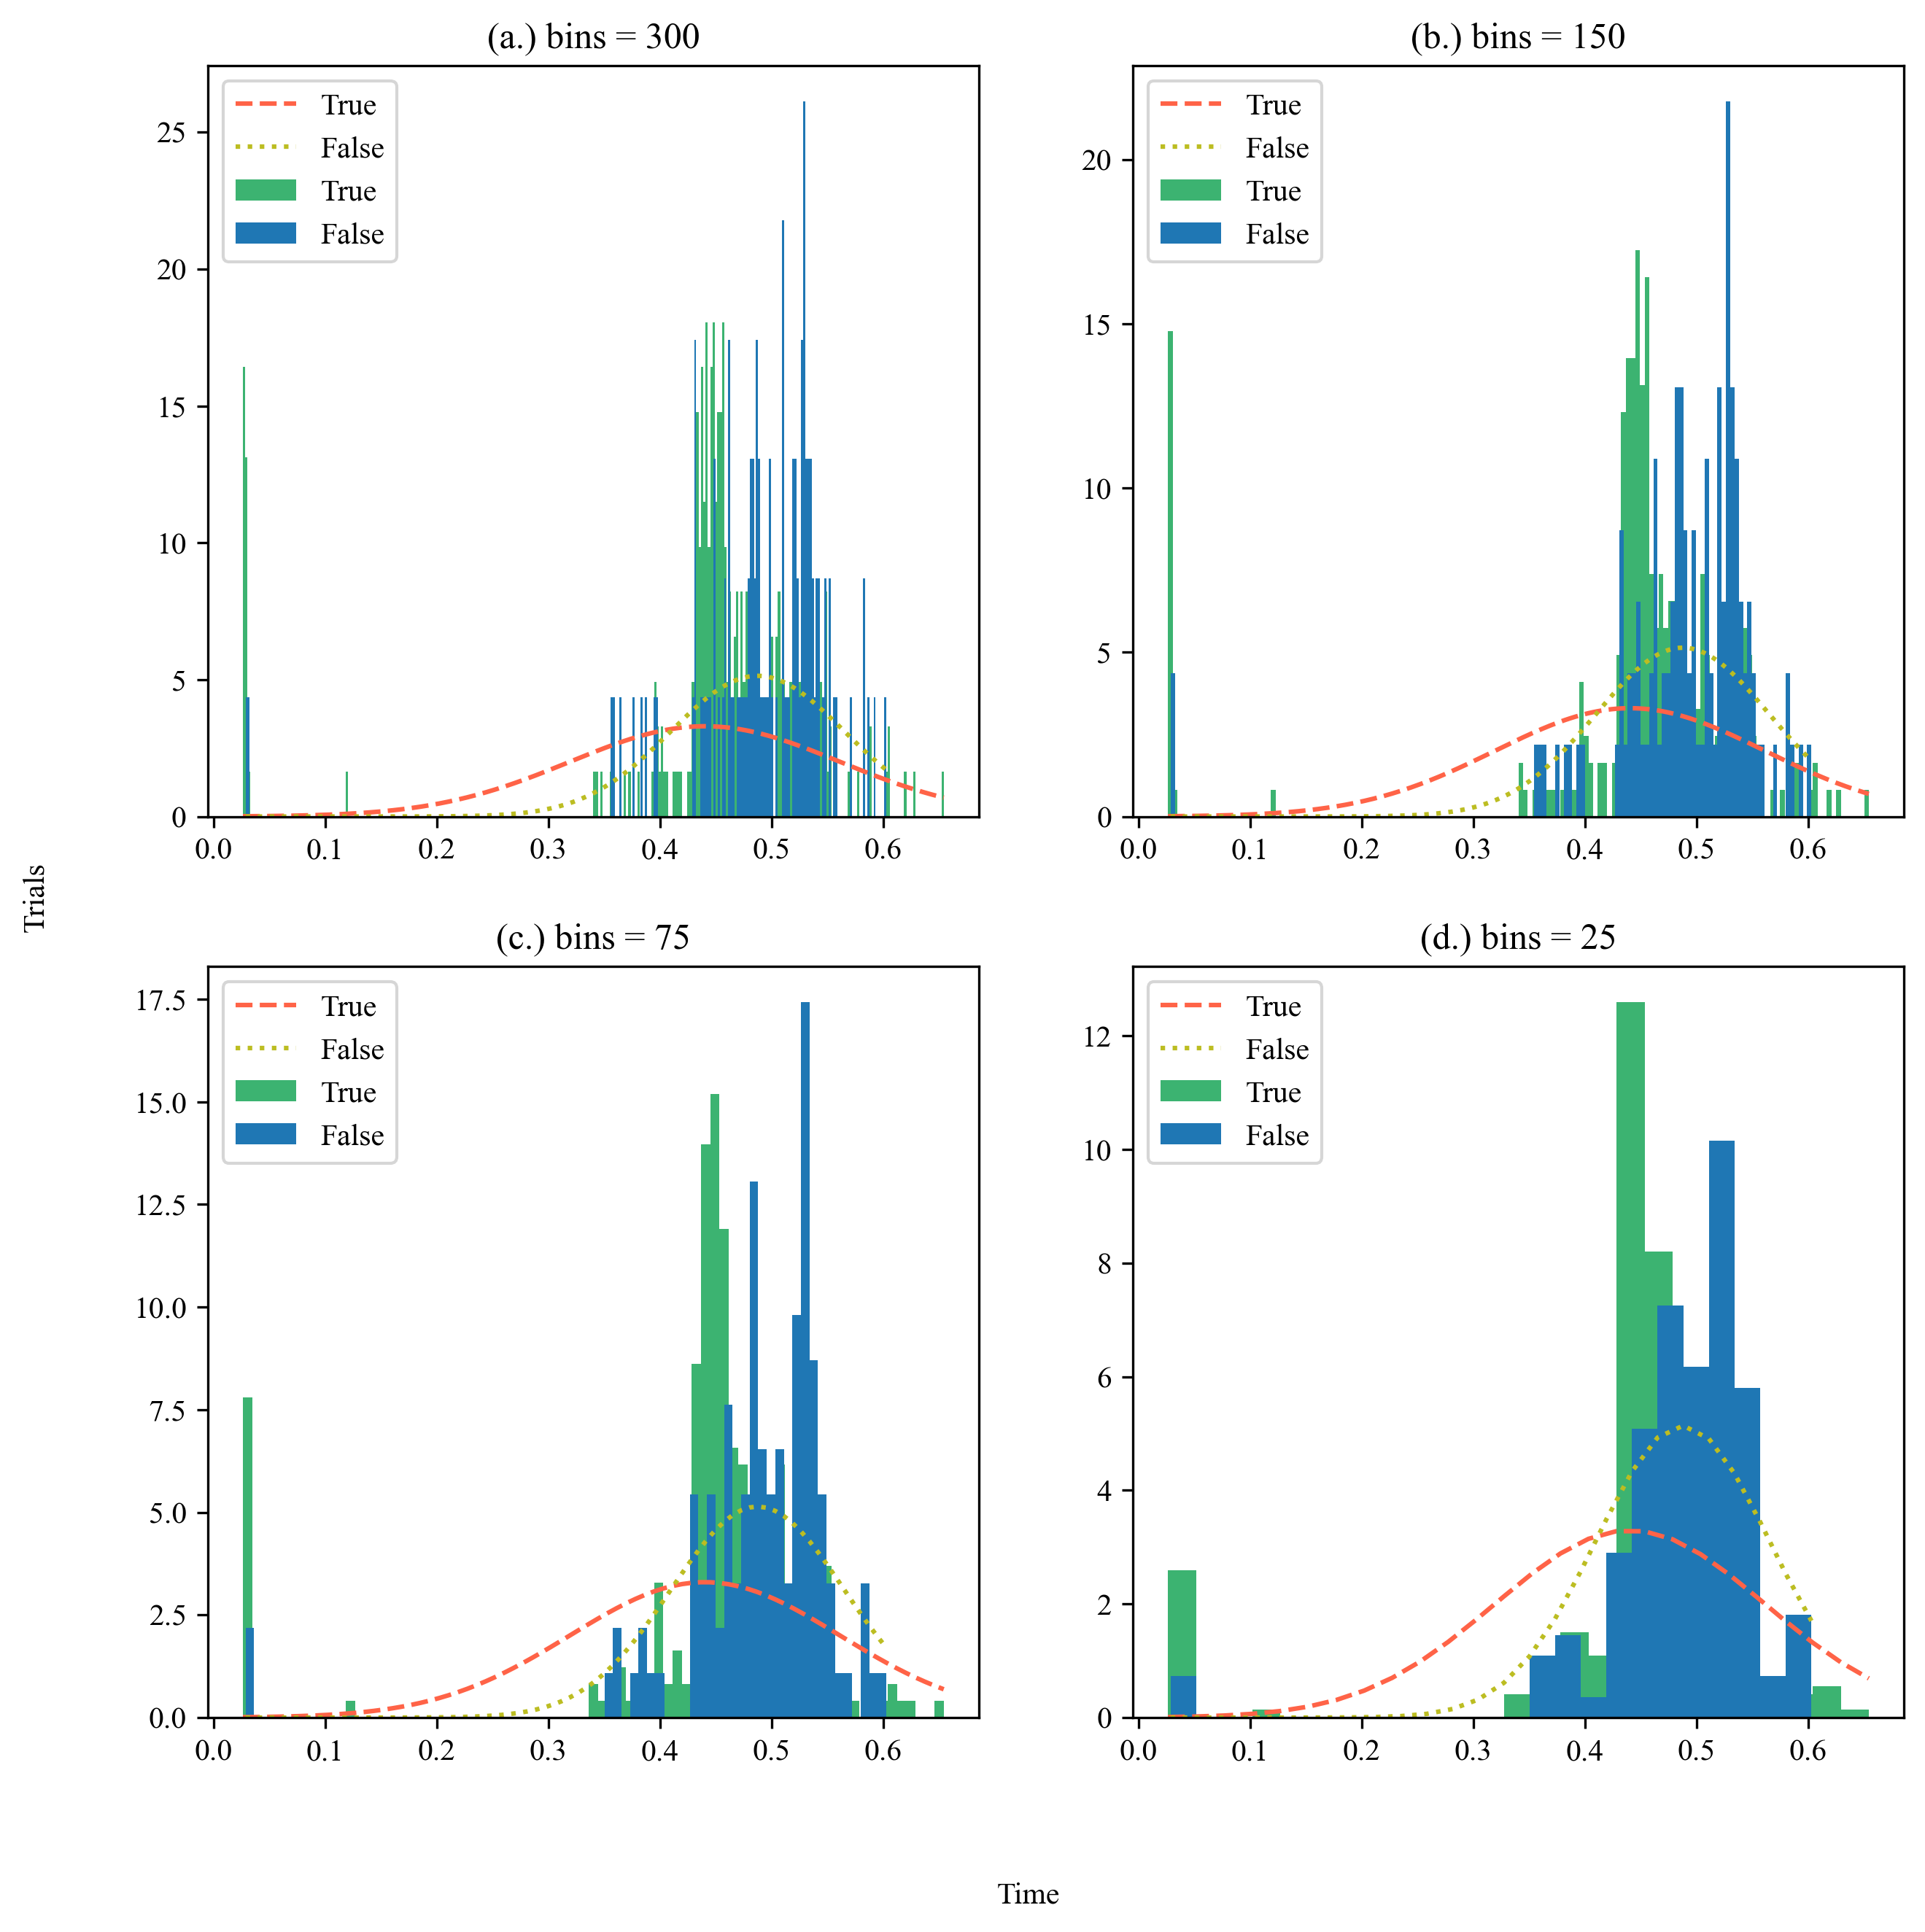 (a.) bins = 300
True
False
True
False
25
20
15
10
5
0
0.0 0.1 0.2 0.3 0.4 0.5 0.6
(b.) bins = 150
True
False
True
False
20
15
10
5
0
0.0 0.1 0.2 0.3 0.4 0.5 0.6
Trials
(c.) bins = 75
True
False
True
False
17.5
15.0
12.5
10.0
7.5
5.0
2.5
0.0
0.0 0.1 0.2 0.3 0.4 0.5 0.6
(d.) bins = 25
True
False
True
False
12
10
8
6
4
2
0
0.0 0.1 0.2 0.3 0.4 0.5 0.6
Time